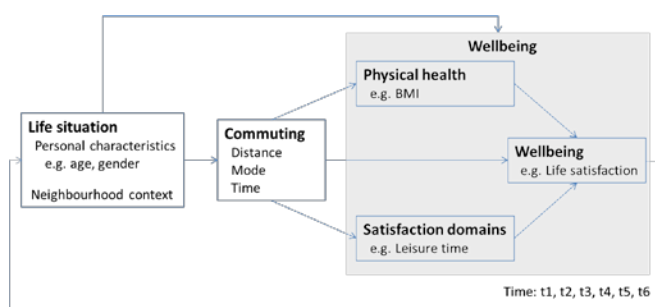 Wellbeing
Physical health
e.g. BMI
Life situation
Personal characteristics
e.g. age, gender
Neighbourhood context
Commuting
Distance
Mode
Time
Wellbeing
e.g. Life satisfaction
Satisfaction domains
e.g. Leisure time
Time: t1, t2, t3, t4, t5, t6